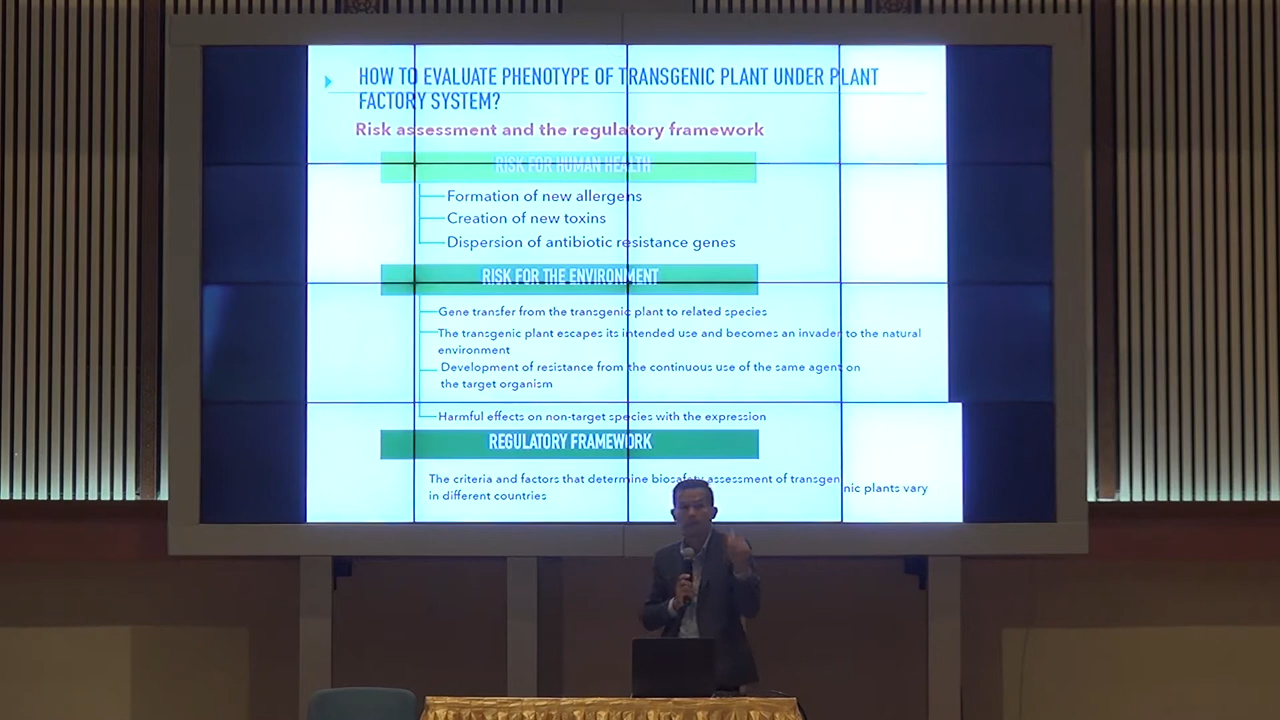 HOW TO EVALUATE PHENOTYPE OF TRANSGENIC PLANT UNDER PLANT
FACTORY SYSTEM?
Risk assessment and the regulatory framework
RISK FOR HUMAN HEALTH
Formation of new allergens
Creation of new toxins
Dispersion of antibiotic resistance genes
RISK FOR THE ENVIRONMENT
Gene transfer from the transgenic plant to related species
The transgenic plant escapes its intended use and becomes an invader to the natural
environment
Development of resistance from the continuous use of the same agent on
the target organism
Harmful effects on non-target species with the expression
REGULATORY FRAMEWORK
The criteria and factors that determine biosafety assessment of transgenic plants vary
in different countries